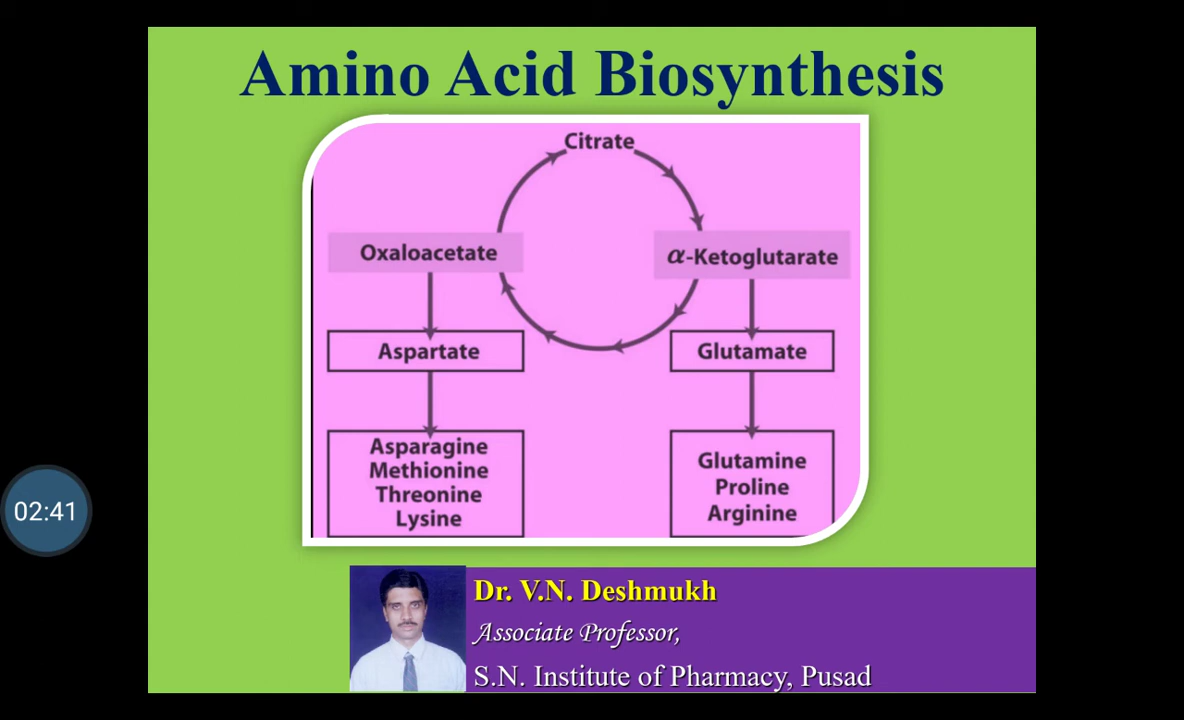 Amino Acid Biosynthesis
Citrate
Oxaloacetate
α-Ketoglutarate
Aspartate
Glutamate
Asparagine
Methionine
Threonine
Lysine
Glutamine
Proline
Arginine
02:41
Dr. V.N. Deshmukh
Associate Professor,
S.N. Institute of Pharmacy, Pusad